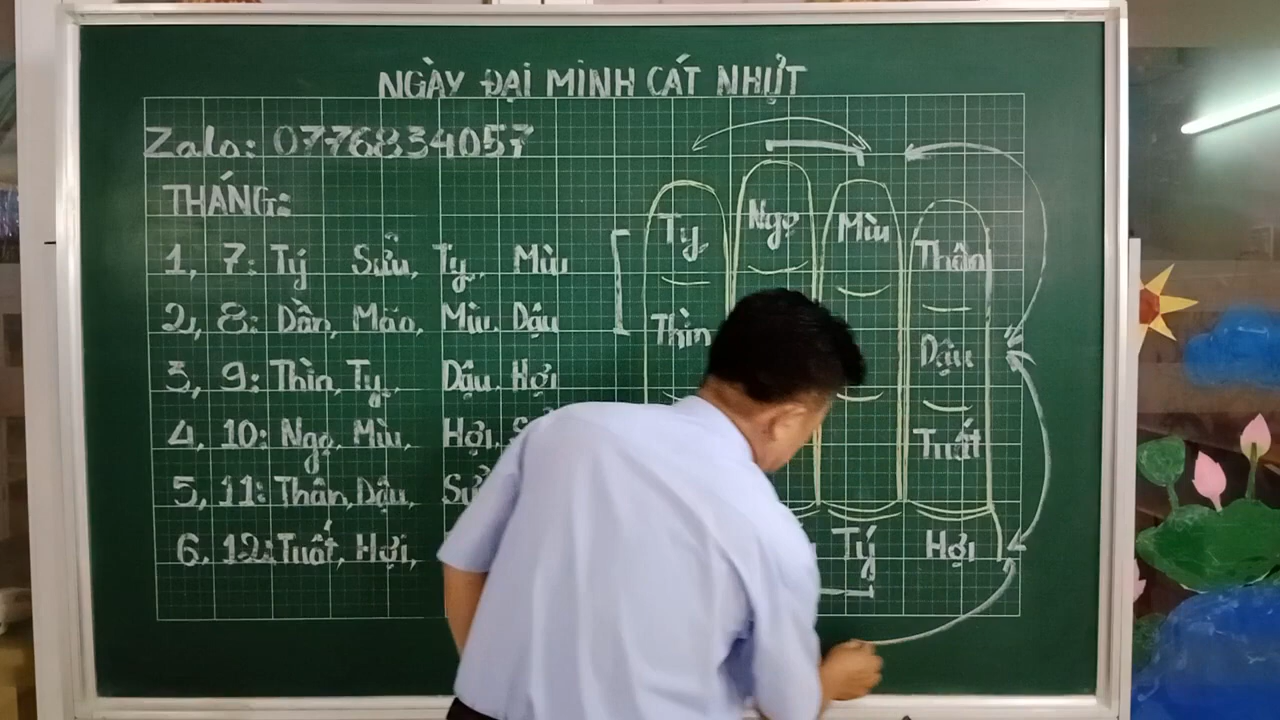 NGÀY ĐẠI MINH CÁT NHỰT
Zalo: 0776834057
THÁNG:
1, 7: Tý Sửu, Tỵ, Mùi
2, 8: Dần, Mão, Mùi, Dậu
3, 9: Thìn, Tỵ, Dậu, Hợi
4, 10: Ngọ, Mùi, Hợi,
5, 11: Thân, Dậu,
6, 12: Tuất, Hợi,
Tỵ Ngọ Mùi Thân
Thìn Dậu
Tuất
Tý Hợi